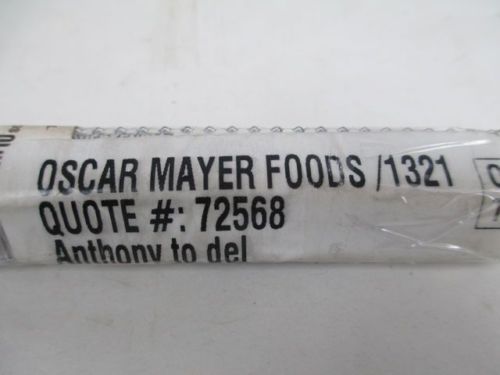 OSCAR MAYER FOODS /1321
QUOTE #: 72568
Anthony to del